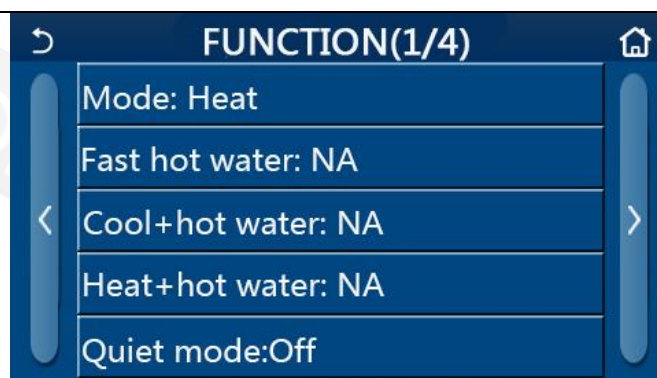 FUNCTION(1/4)
Mode: Heat
Fast hot water: NA
Cool+hot water: NA
Heat+hot water: NA
Quiet mode:Off